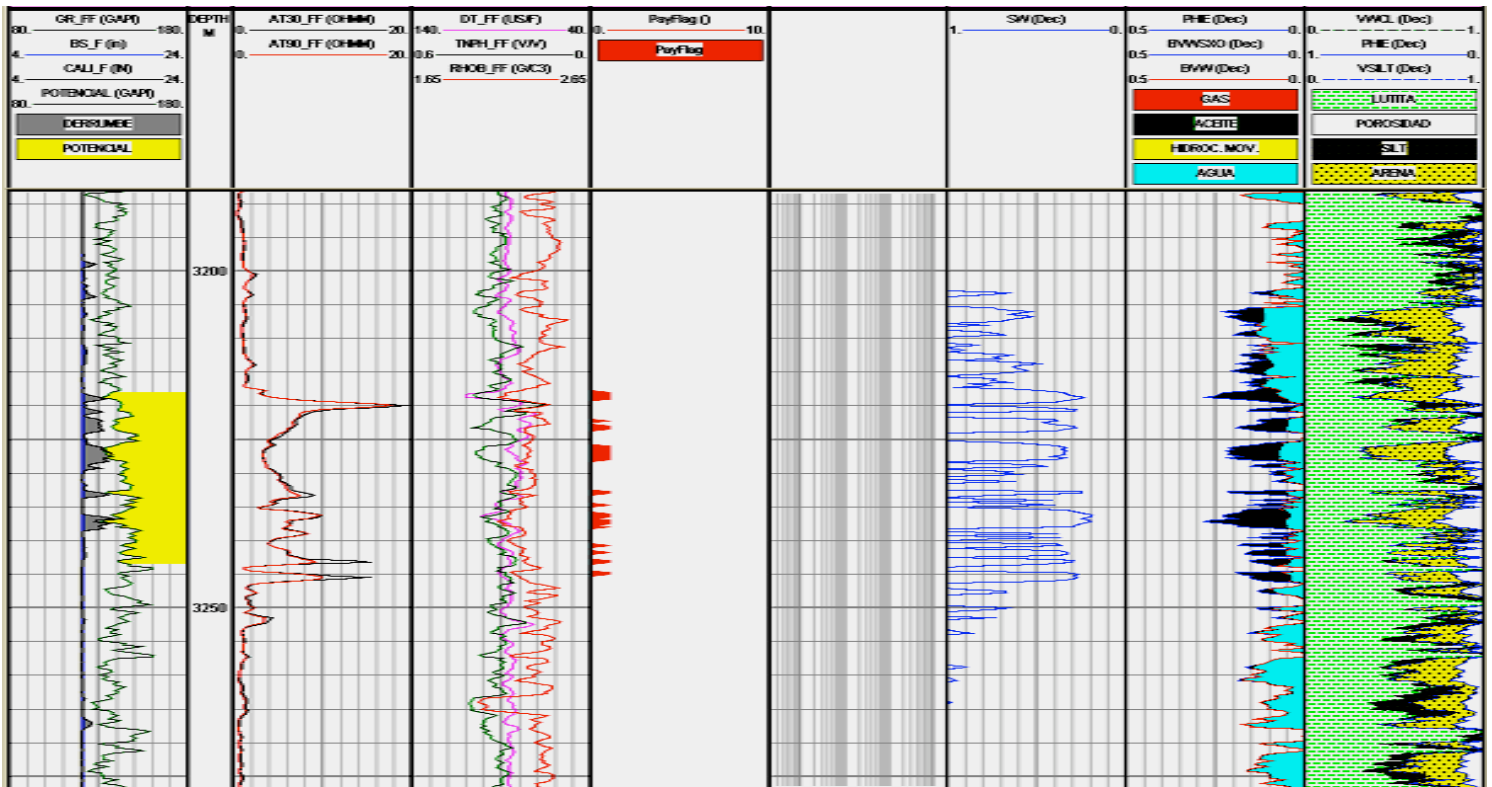 GR_FF (GAPI)
80. 180.
BS_F (in)
4. 24.
CALI_F (IN)
4. 24.
POTENCIAL (GAPI)
80. 180.
DERRUMBE
POTENCIAL
DEPTH
M
AT30_FF (OHMM)
0. 20.
AT90_FF (OHMM)
0. 20.
DT_FF (US/F)
140. 40.
TNPH_FF (V/V)
0.6 0.
RHOB_FF (G/C3)
1.65 2.65
PayFlag ()
0. 10.
PayFlag
SW (Dec)
1. 0.
PHIE (Dec)
0.5 0.
BVWSXO (Dec)
0.5 0.
BVW (Dec)
0.5 0.
GAS
ACEITE
HIDROC. MOV.
AGUA
VWCL (Dec)
0. 1.
PHIE (Dec)
1. 0.
VSILT (Dec)
0. 1.
LUTITA
POROSIDAD
SILT
ARENA
3200
3250